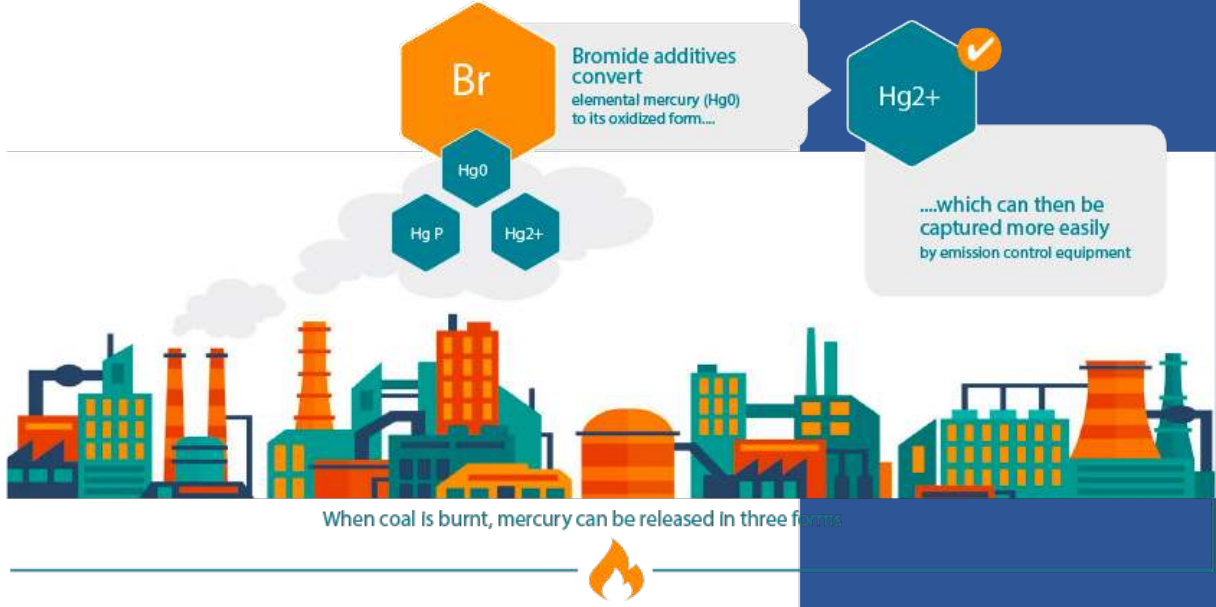 Br
Bromide additives
convert
elemental mercury (Hg0)
to its oxidized form....
Hg2+
Hg0
Hg P
Hg2+
....which can then be
captured more easily
by emission control equipment
When coal is burnt, mercury can be released in three forms